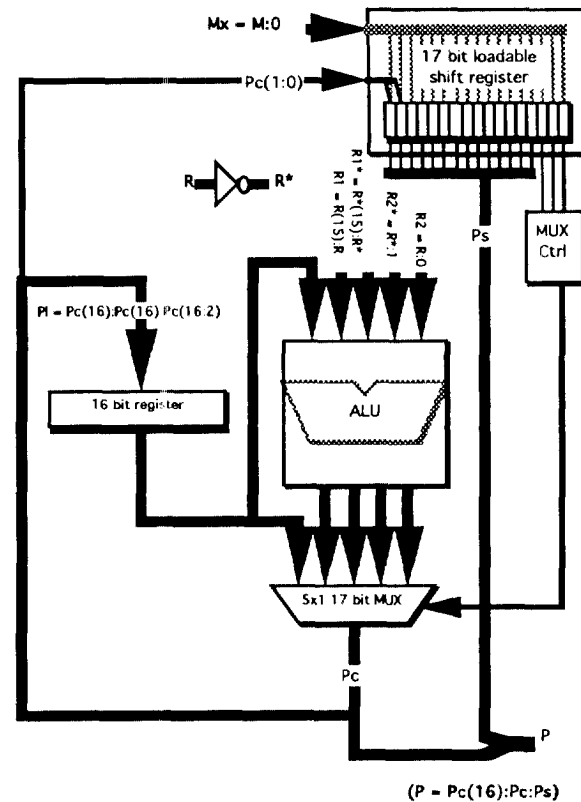 Mx = M:0
17 bit loadable
shift register
Pc(1:0)
R
R*
R1 = R(15):R
R1* = R*(15):R*
R2* = R*:1
R2 = R:0
Ps
MUX
Ctrl
Pl = Pc(16):Pc(16) Pc(16:2)
16 bit register
ALU
5x1 17 bit MUX
Pc
P
(P = Pc(16):Pc:Ps)